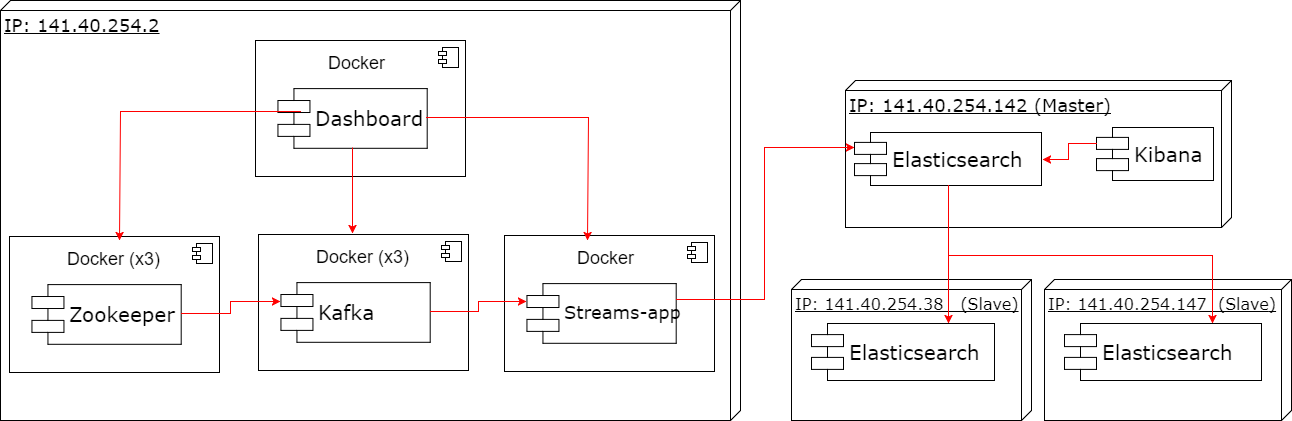 IP: 141.40.254.2
Docker
Dashboard
Docker (x3)
Zookeeper
Docker (x3)
Kafka
Docker
Streams-app
IP: 141.40.254.142 (Master)
Elasticsearch
Kibana
IP: 141.40.254.38 (Slave)
Elasticsearch
IP: 141.40.254.147 (Slave)
Elasticsearch